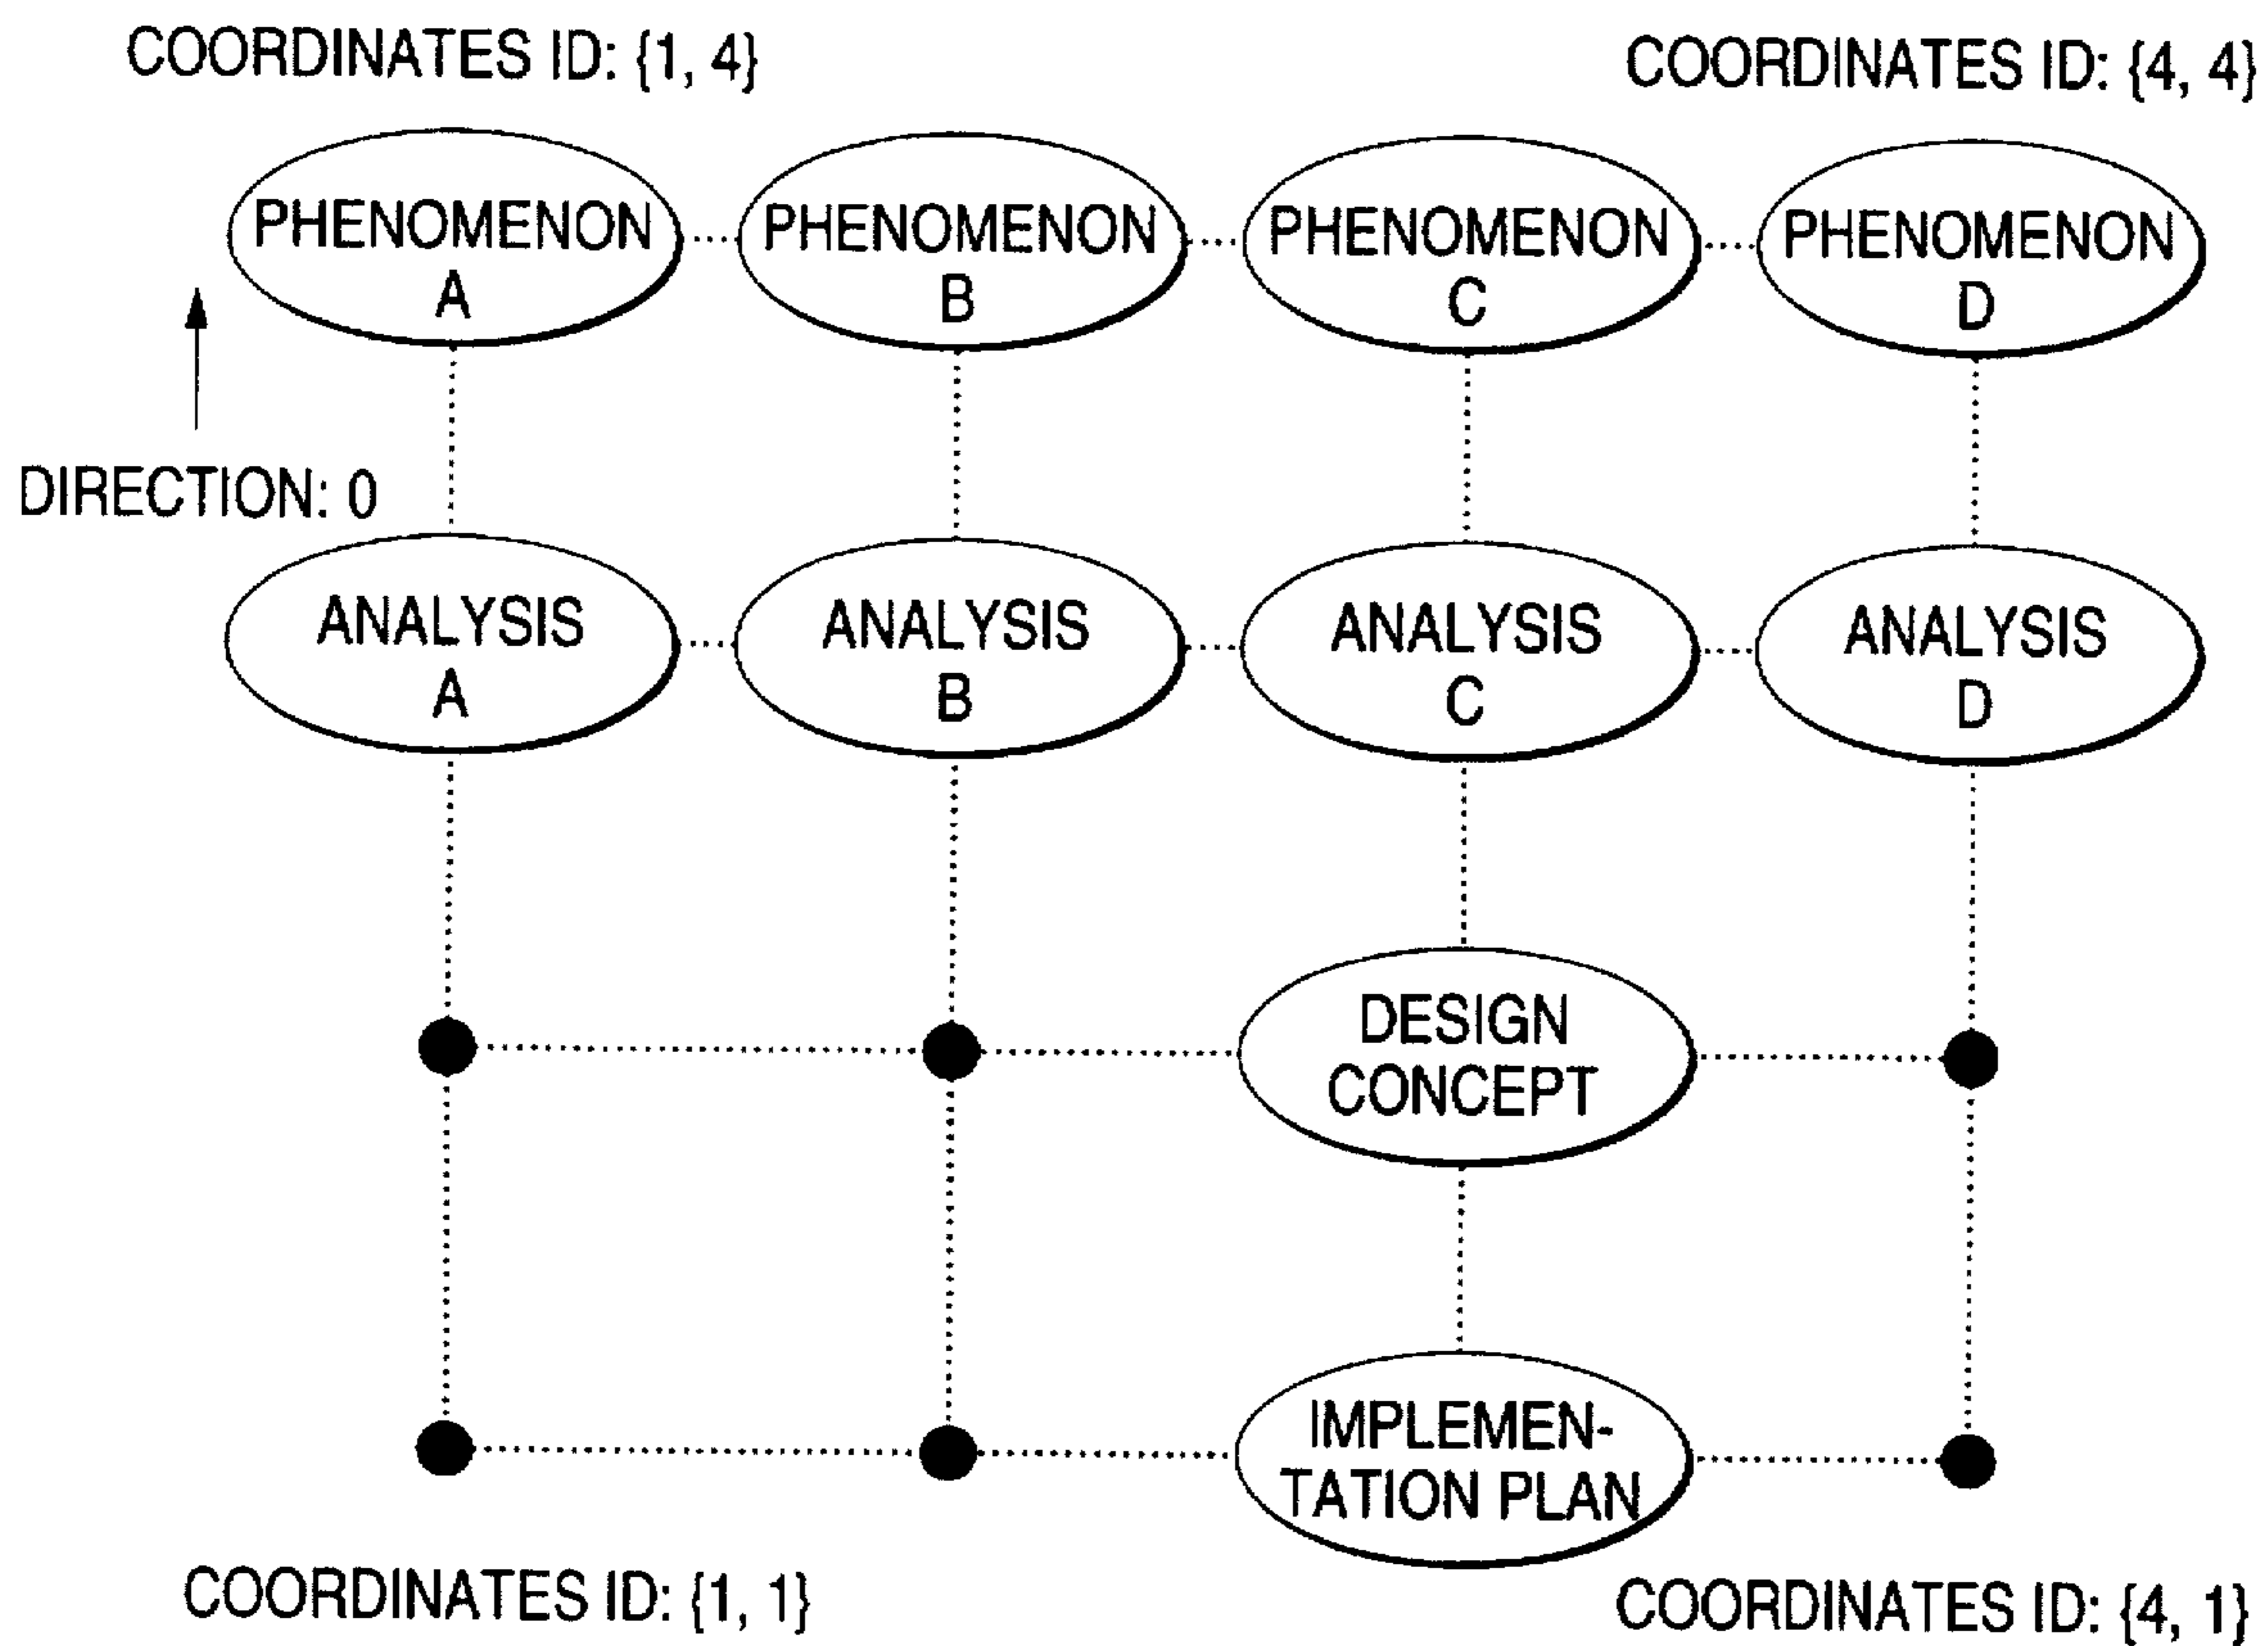 COORDINATES ID: {1, 4}
COORDINATES ID: {4, 4}
PHENOMENON
A
PHENOMENON
B
PHENOMENON
C
PHENOMENON
D
DIRECTION: 0
ANALYSIS
A
ANALYSIS
B
ANALYSIS
C
ANALYSIS
D
DESIGN
CONCEPT
IMPLEMEN-
TATION PLAN
COORDINATES ID: {1, 1}
COORDINATES ID: {4, 1}